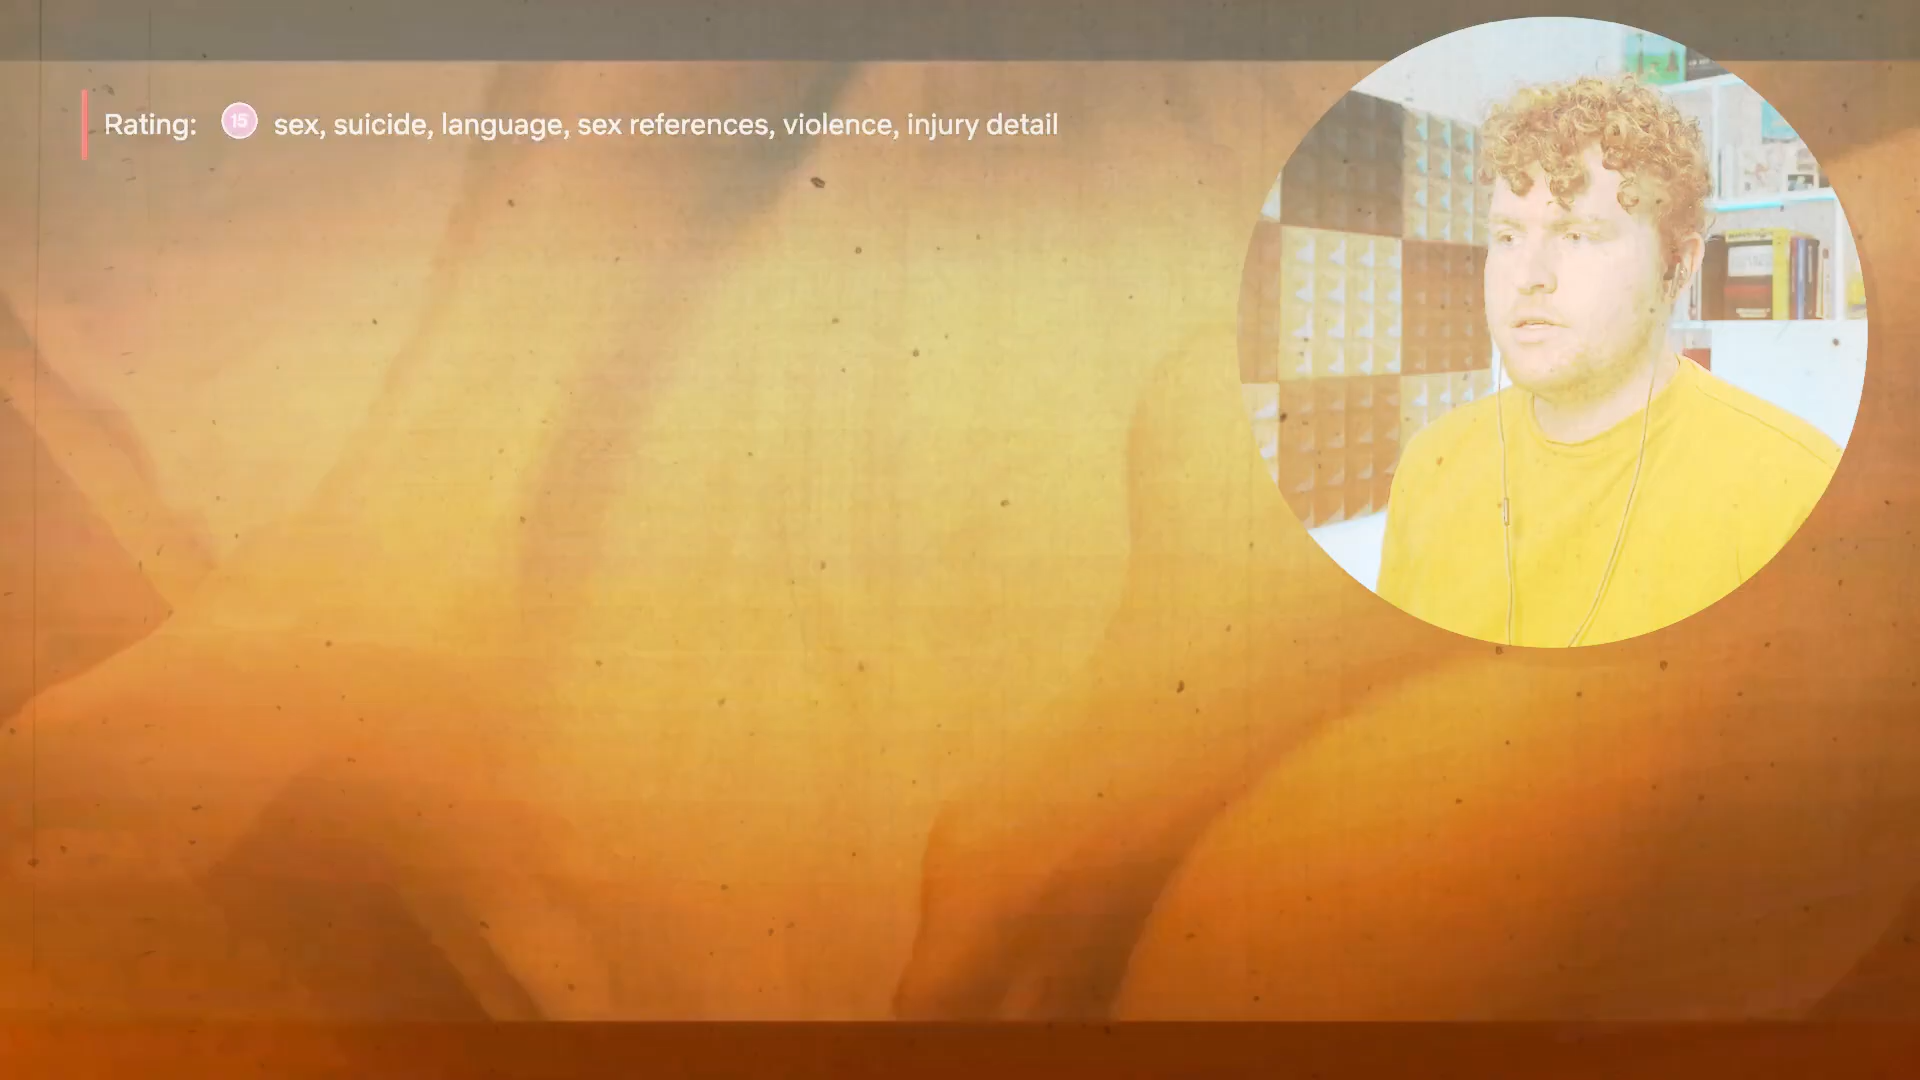 Rating: 15 sex, suicide, language, sex references, violence, injury detail